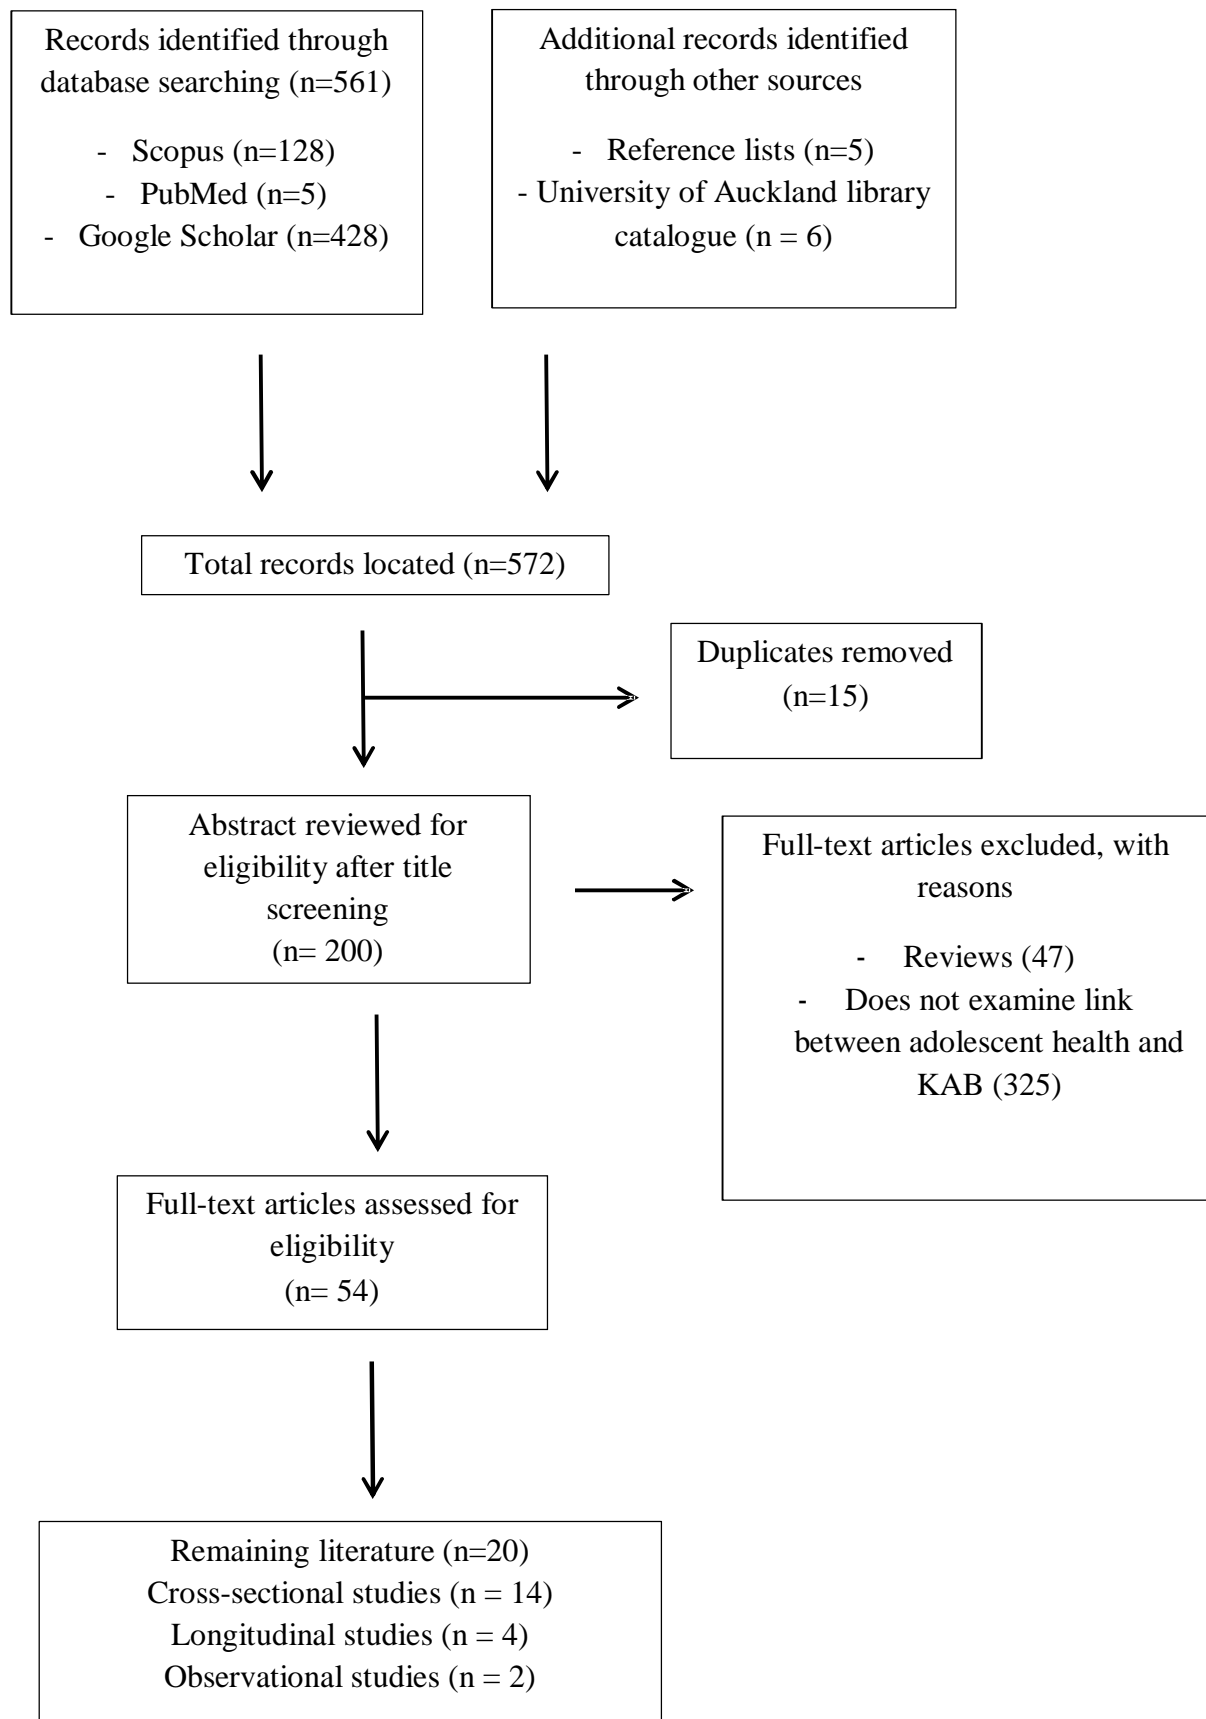 Records identified through
database searching (n=561)
- Scopus (n=128)
- PubMed (n=5)
- Google Scholar (n=428)
Additional records identified
through other sources
- Reference lists (n=5)
- University of Auckland library
catalogue (n = 6)
Total records located (n=572)
Duplicates removed
(n=15)
Abstract reviewed for
eligibility after title
screening
(n= 200)
Full-text articles excluded, with
reasons
- Reviews (47)
- Does not examine link
between adolescent health and
KAB (325)
Full-text articles assessed for
eligibility
(n= 54)
Remaining literature (n=20)
Cross-sectional studies (n = 14)
Longitudinal studies (n = 4)
Observational studies (n = 2)